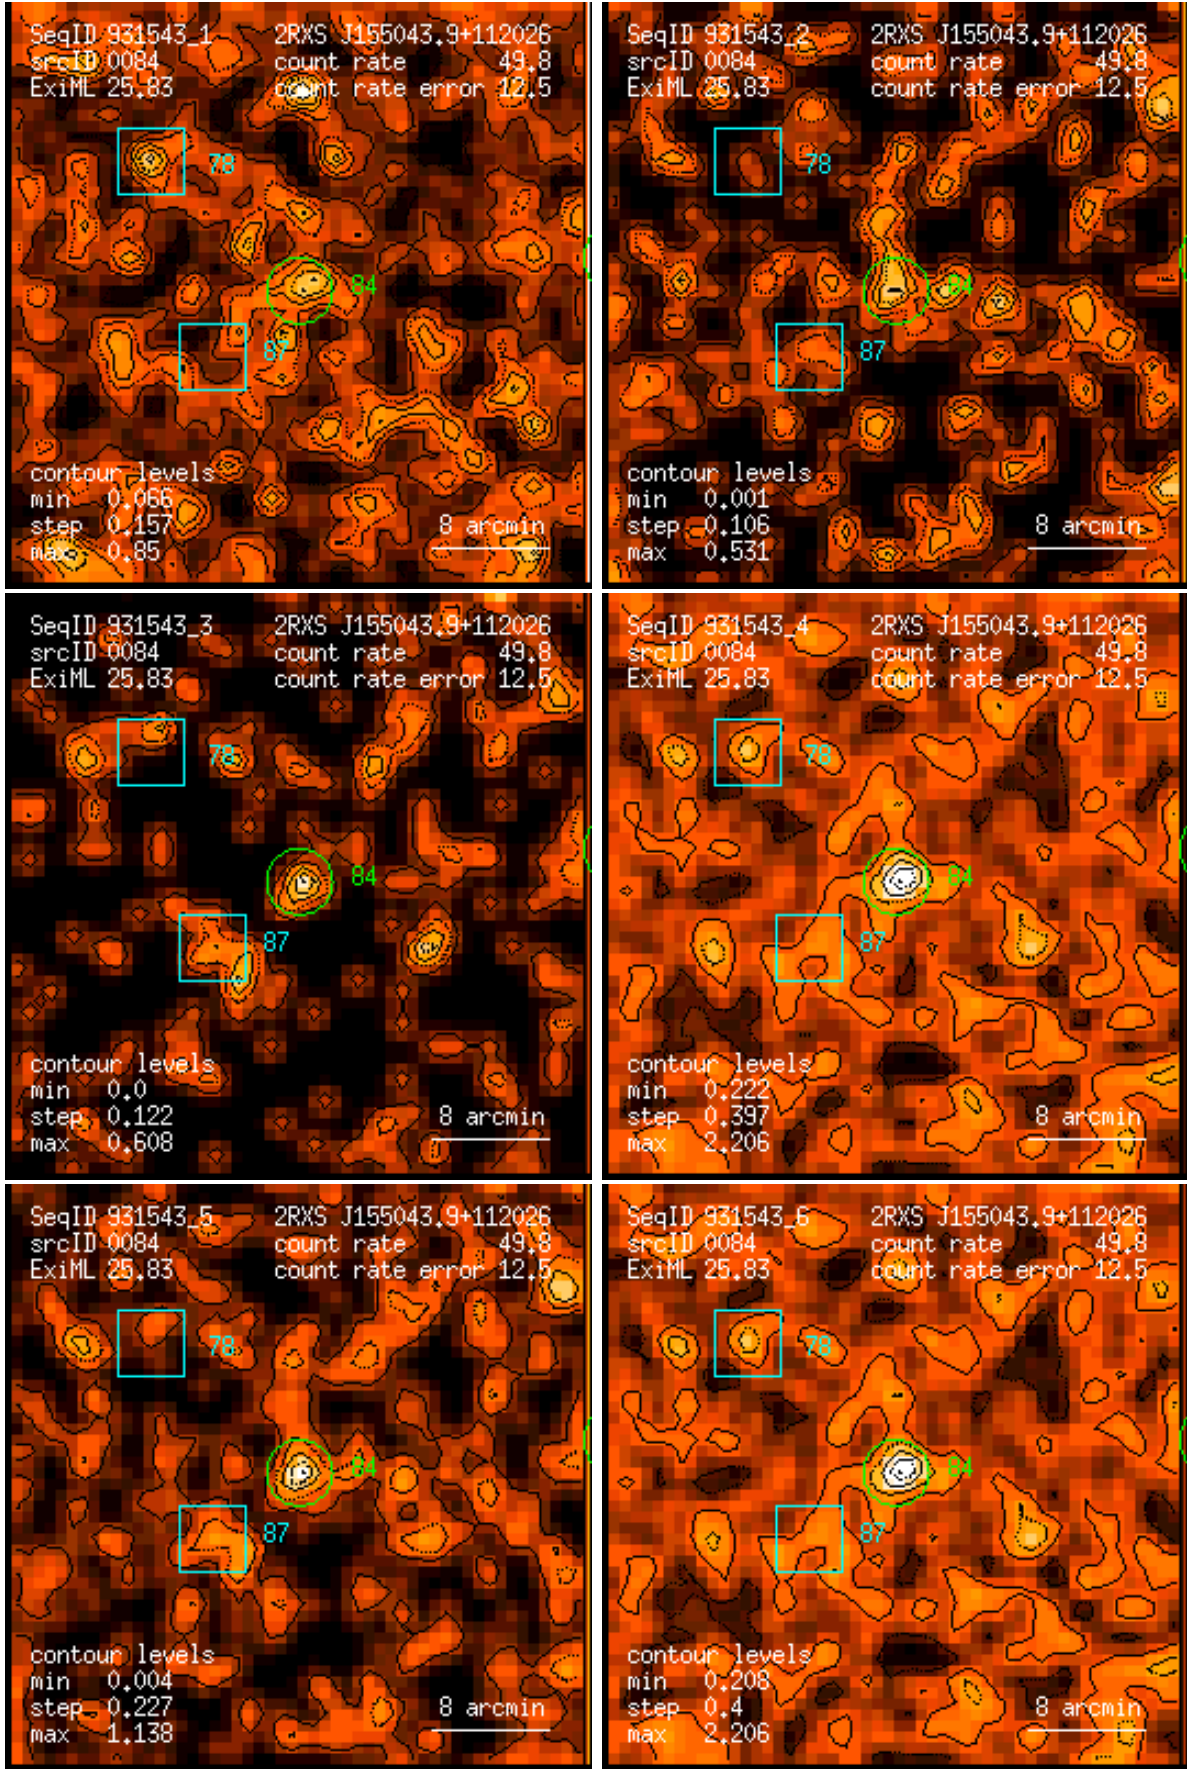 SeqID 931543_1 2RXS J155043.9+112026
srcID 0084 count rate 49.8
ExiML 25.83 count rate error 12.5
78
84
87
contour levels
min 0.066
step 0.157 8 arcmin
max 0.85
SeqID 931543_2 2RXS J155043.9+112026
srcID 0084 count rate 49.8
ExiML 25.83 count rate error 12.5
78
84
87
contour levels
min 0.001
step 0.106 8 arcmin
max 0.531
SeqID 931543_3 2RXS J155043.9+112026
srcID 0084 count rate 49.8
ExiML 25.83 count rate error 12.5
78
84
87
contour levels
min 0.0
step 0.122 8 arcmin
max 0.608
SeqID 931543_4 2RXS J155043.9+112026
srcID 0084 count rate 49.8
ExiML 25.83 count rate error 12.5
78
84
87
contour levels
min 0.222
step 0.397 8 arcmin
max 2.206
SeqID 931543_5 2RXS J155043.9+112026
srcID 0084 count rate 49.8
ExiML 25.83 count rate error 12.5
78
84
87
contour levels
min 0.004
step 0.227 8 arcmin
max 1.138
SeqID 931543_6 2RXS J155043.9+112026
srcID 0084 count rate 49.8
ExiML 25.83 count rate error 12.5
78
84
87
contour levels
min 0.208
step 0.4 8 arcmin
max 2.206